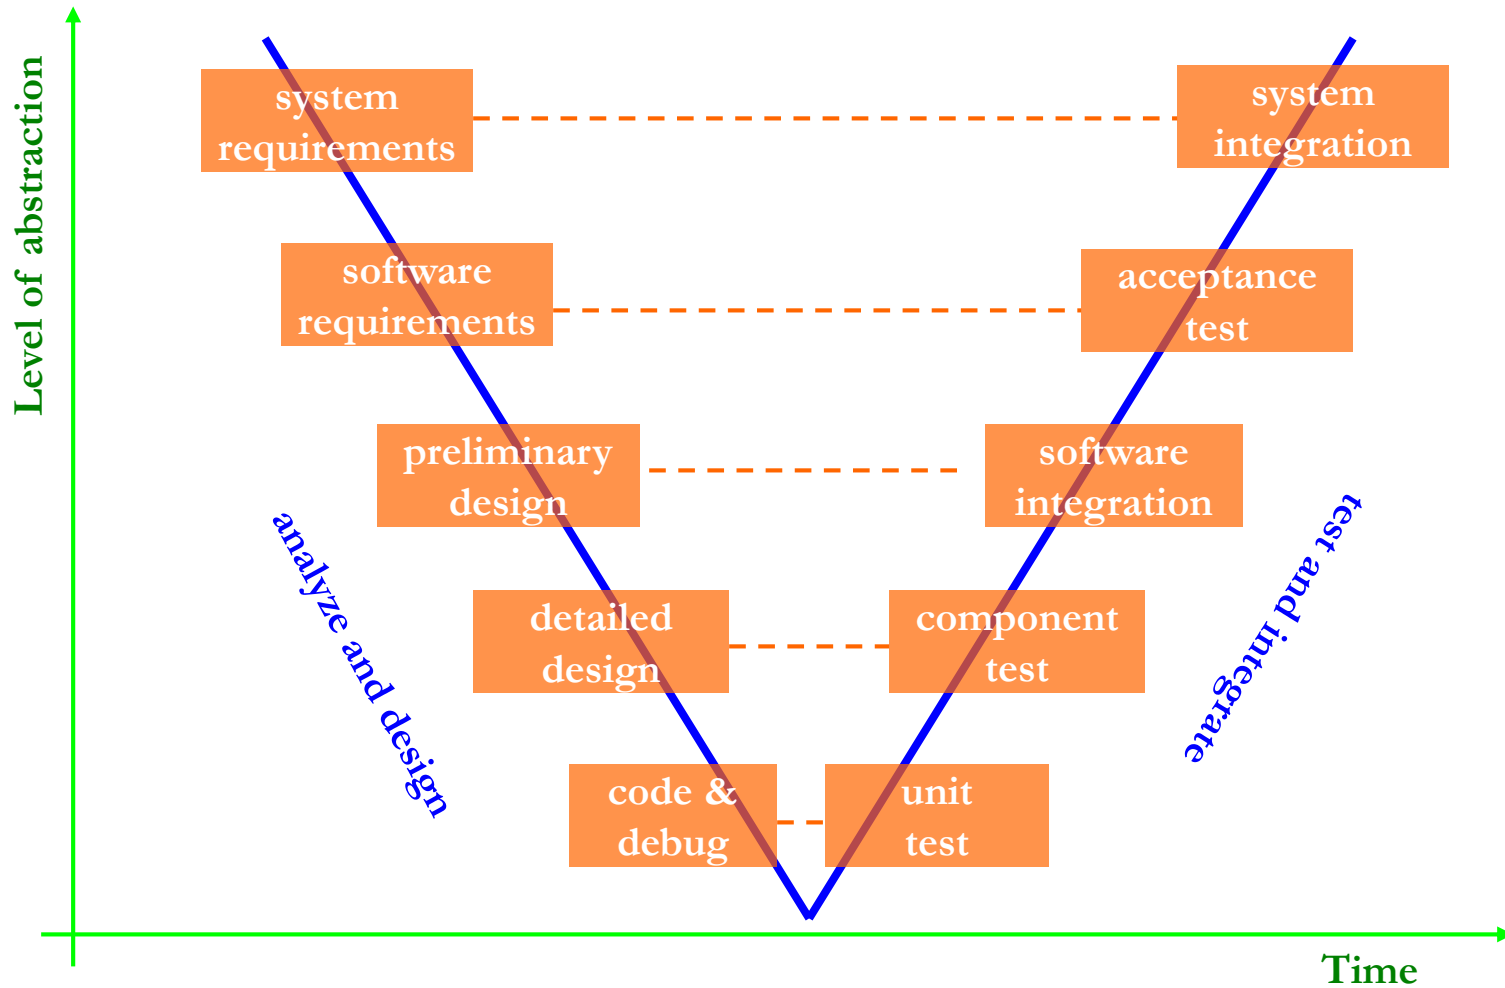 Level of abstraction
system
requirements
system
integration
software
requirements
acceptance
test
preliminary
design
software
integration
analyze and design
test and integrate
detailed
design
component
test
code &
debug
unit
test
Time